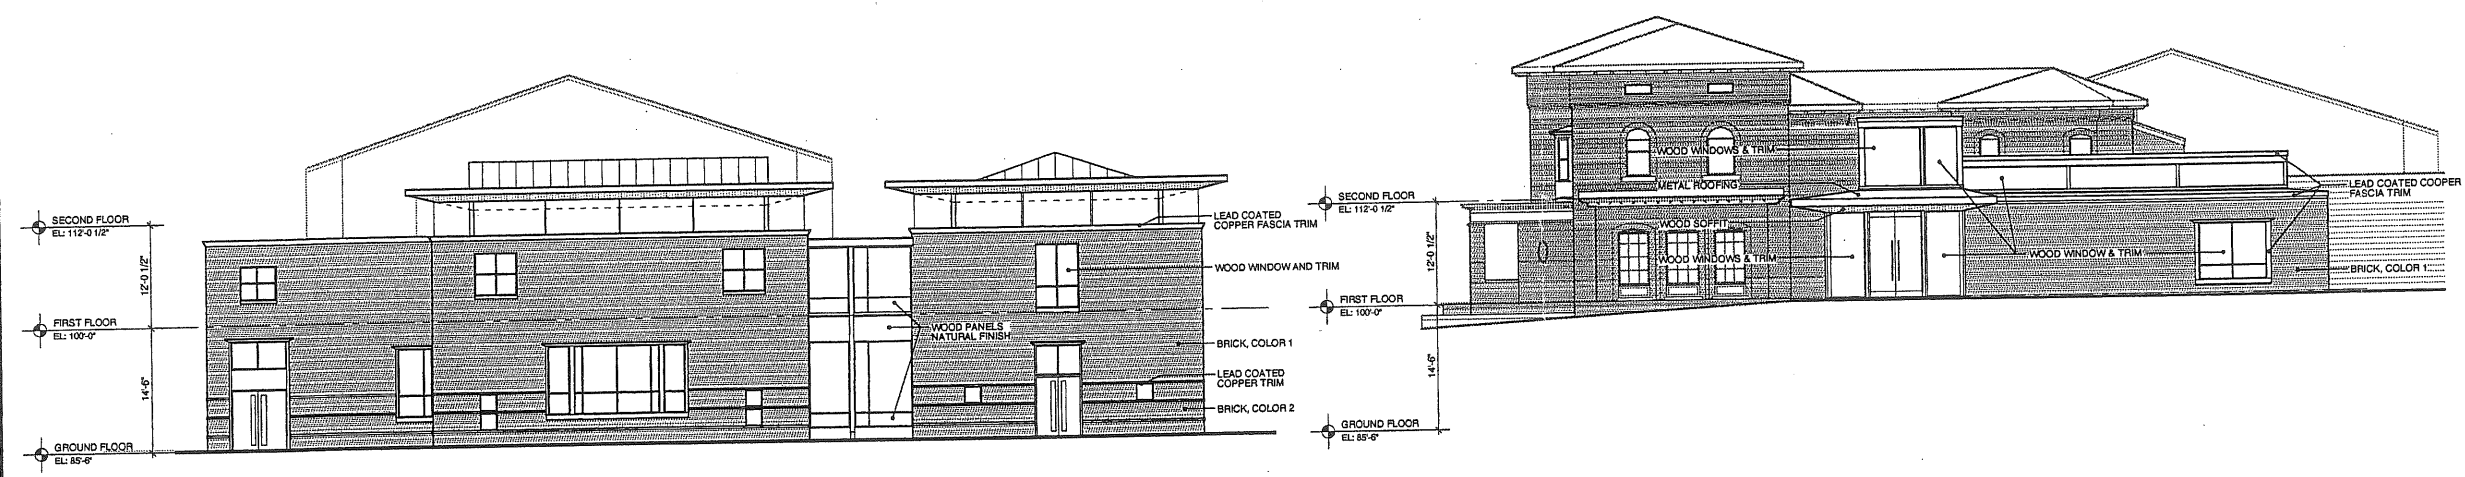 SECOND FLOOR
EL: 112'-0 1/2"
12'-0 1/2"
FIRST FLOOR
EL: 100'-0"
14'-6"
GROUND FLOOR
EL: 85'-6"
WOOD PANELS
NATURAL FINISH
LEAD COATED
COPPER FASCIA TRIM
WOOD WINDOW AND TRIM
BRICK, COLOR 1
LEAD COATED
COPPER TRIM
BRICK, COLOR 2
SECOND FLOOR
EL: 112'-0 1/2"
12'-0 1/2"
FIRST FLOOR
EL: 100'-0"
14'-6"
GROUND FLOOR
EL: 85'-6"
WOOD WINDOWS & TRIM
METAL ROOFING
WOOD SOFFIT
WOOD WINDOWS & TRIM
WOOD WINDOW & TRIM
LEAD COATED COOPER
FASCIA TRIM
BRICK, COLOR 1